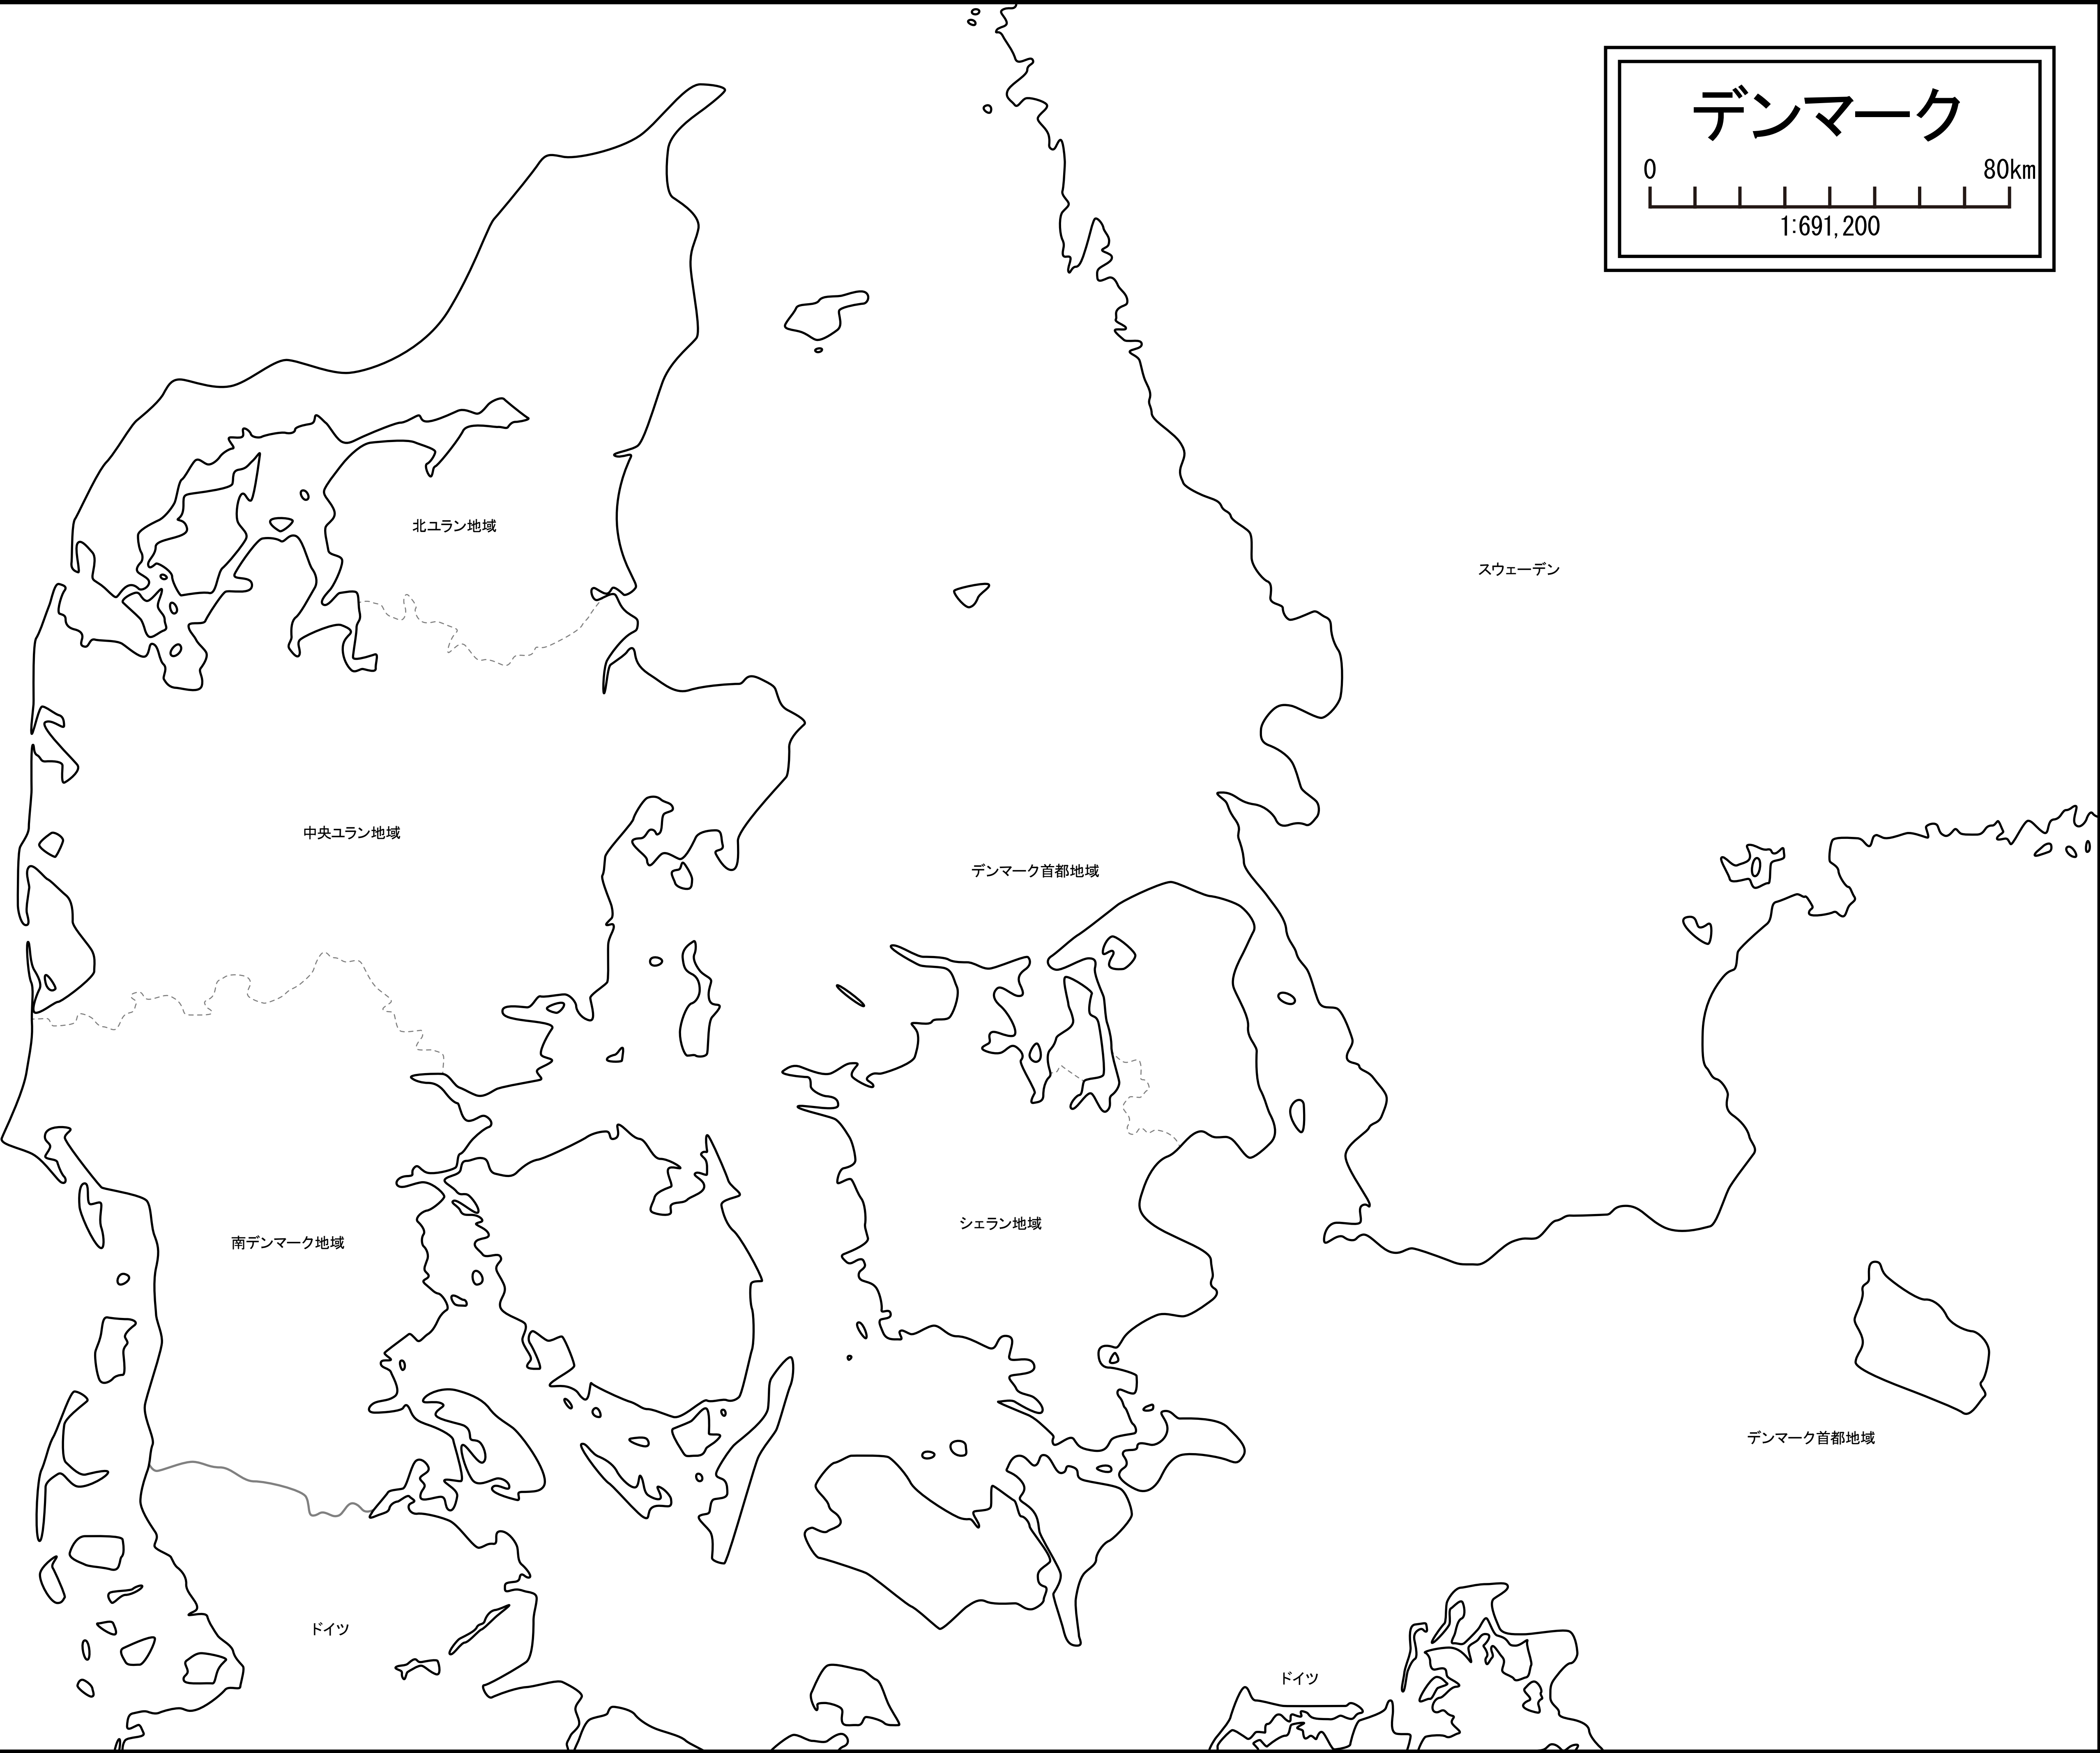 デンマーク
0 80km
1:691,200
北ユラン地域
スウェーデン
中央ユラン地域
デンマーク首都地域
シェラン地域
南デンマーク地域
デンマーク首都地域
ドイツ
ドイツ